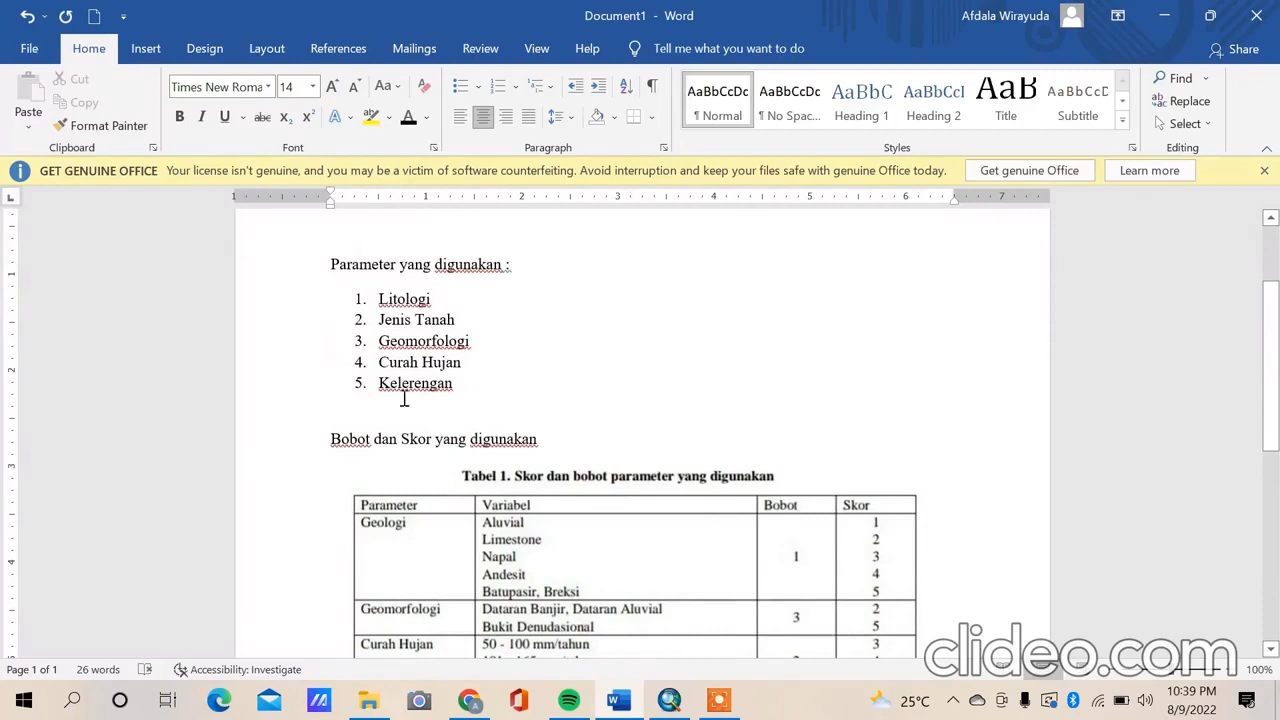 Document1 - Word
Afdala Wirayuda
File Home Insert Design Layout References Mailings Review View Help Tell me what you want to do Share
Paste
Cut
Copy
Format Painter
Clipboard
Times New Roma 14
Font
Paragraph
AaBbCcDc AaBbCcDc AaBbC AaBbCcl AaB AaBbCcD
¶ Normal ¶ No Spac... Heading 1 Heading 2 Title Subtitle
Styles
Find
Replace
Select
Editing
GET GENUINE OFFICE Your license isn't genuine, and you may be a victim of software counterfeiting. Avoid interruption and keep your files safe with genuine Office today. Get genuine Office Learn more
1 1 2 3 4 5 6 7
Parameter yang digunakan :
1. Litologi
2. Jenis Tanah
3. Geomorfologi
4. Curah Hujan
5. Kelerengan
Bobot dan Skor yang digunakan
Tabel 1. Skor dan bobot parameter yang digunakan
Parameter Variabel Bobot Skor
Geologi Aluvial 1
Limestone 2
Napal 1 3
Andesit 4
Batupasir, Breksi 5
Geomorfologi Dataran Banjir, Dataran Aluvial 3 2
Bukit Denudasional 5
Curah Hujan 50 - 100 mm/tahun 3
clideo.com
Page 1 of 1 26 words Accessibility: Investigate 100%
25°C
10:39 PM
8/9/2022